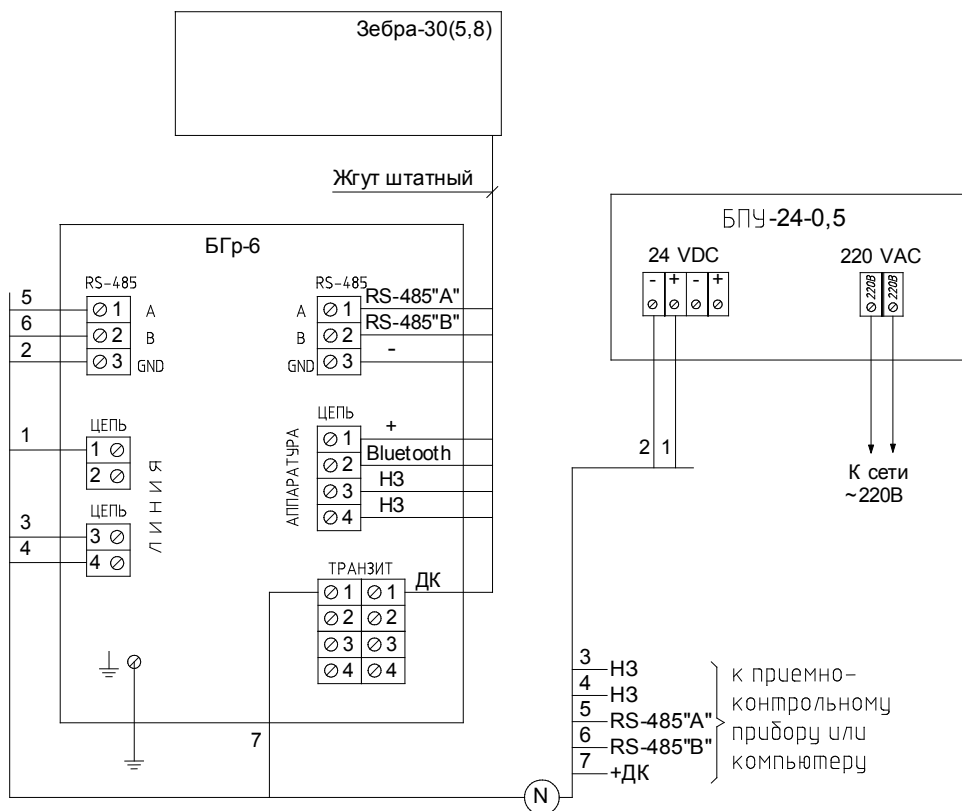 Зебра-30(5,8)
Жгут штатный
БГр-6
RS-485
1 A
2 B
3 GND
5
6
2
ЦЕПЬ
1
2
1
ЦЕПЬ
3
4
3
4
ЛИНИЯ
RS-485
A 1 RS-485"A"
B 2 RS-485"B"
GND 3 -
ЦЕПЬ
1 +
2 Bluetooth
3 НЗ
4 НЗ
АППАРАТУРА
ТРАНЗИТ
1 1 ДК
2 2
3 3
4 4
7
N
БПУ-24-0,5
24 VDC
- + - +
220 VAC
220В 220В
2 1
К сети
~220В
3 НЗ
4 НЗ
5 RS-485"A"
6 RS-485"B"
7 +ДК
к приемно-
контрольному
прибору или
компьютеру